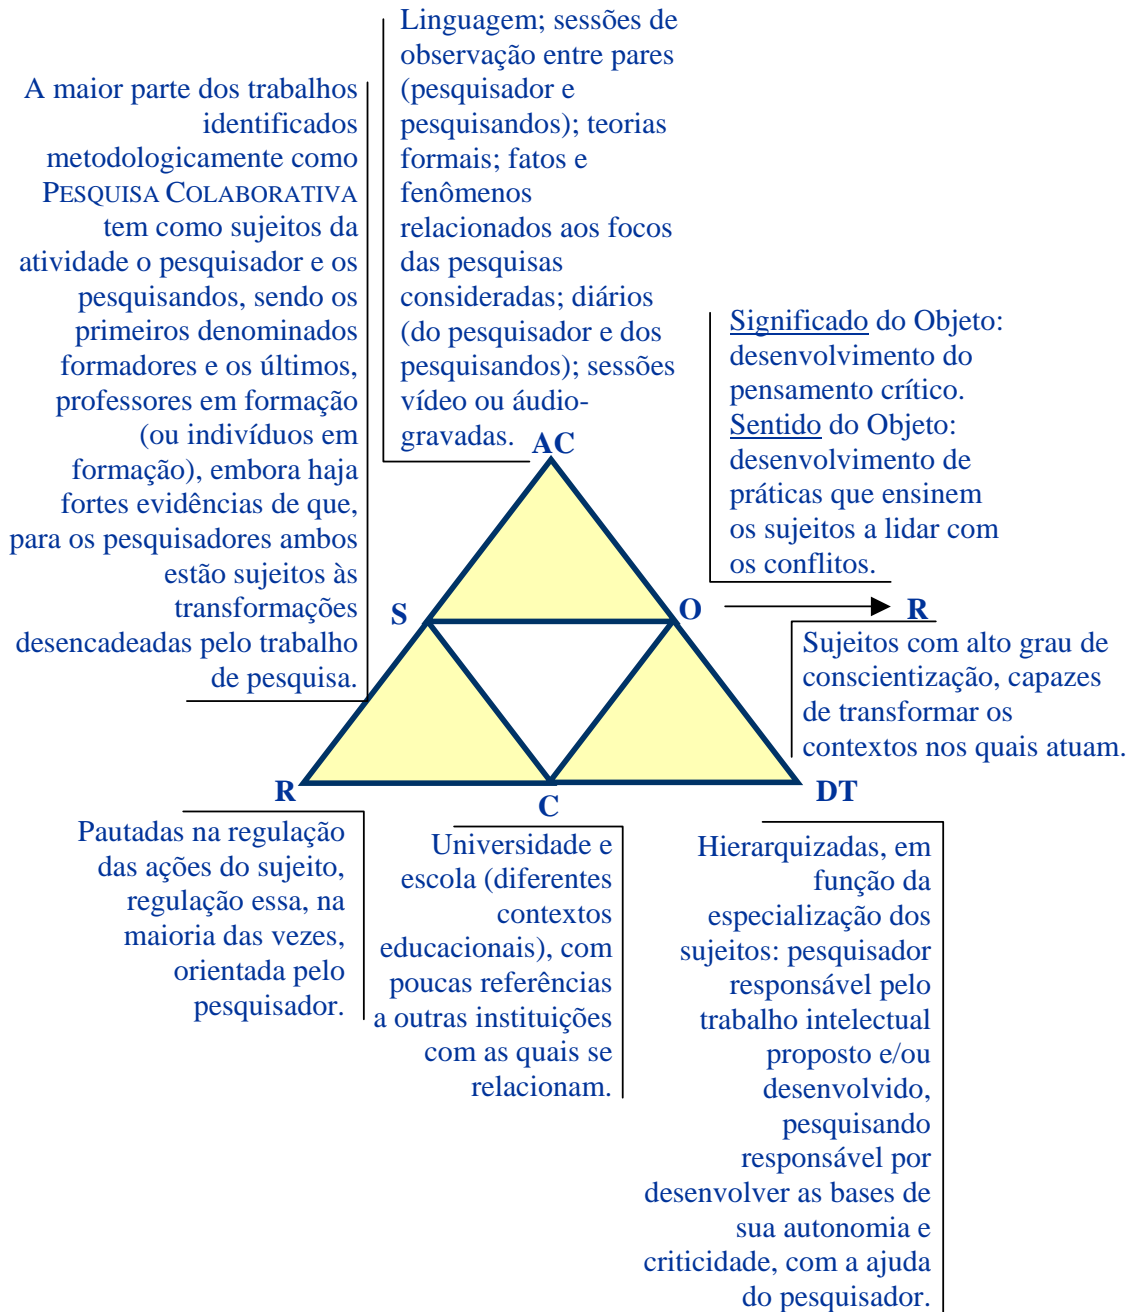 Linguagem; sessões de
observação entre pares
(pesquisador e
pesquisandos); teorias
formais; fatos e
fenômenos
relacionados aos focos
das pesquisas
consideradas; diários
(do pesquisador e dos
pesquisandos); sessões
vídeo ou áudio-
gravadas.
A maior parte dos trabalhos
identificados
metodologicamente como
PESQUISA COLABORATIVA
tem como sujeitos da
atividade o pesquisador e os
pesquisandos, sendo os
primeiros denominados
formadores e os últimos,
professores em formação
(ou indivíduos em
formação), embora haja
fortes evidências de que,
para os pesquisadores ambos
estão sujeitos às
transformações
desencadeadas pelo trabalho
de pesquisa.
Significado do Objeto:
desenvolvimento do
pensamento crítico.
Sentido do Objeto:
desenvolvimento de
práticas que ensinem
os sujeitos a lidar com
os conflitos.
AC
S
O
R
Sujeitos com alto grau de
conscientização, capazes
de transformar os
contextos nos quais atuam.
R
C
DT
Pautadas na regulação
das ações do sujeito,
regulação essa, na
maioria das vezes,
orientada pelo
pesquisador.
Universidade e
escola (diferentes
contextos
educacionais), com
poucas referências
a outras instituições
com as quais se
relacionam.
Hierarquizadas, em
função da
especialização dos
sujeitos: pesquisador
responsável pelo
trabalho intelectual
proposto e/ou
desenvolvido,
pesquisando
responsável por
desenvolver as bases de
sua autonomia e
criticidade, com a ajuda
do pesquisador.